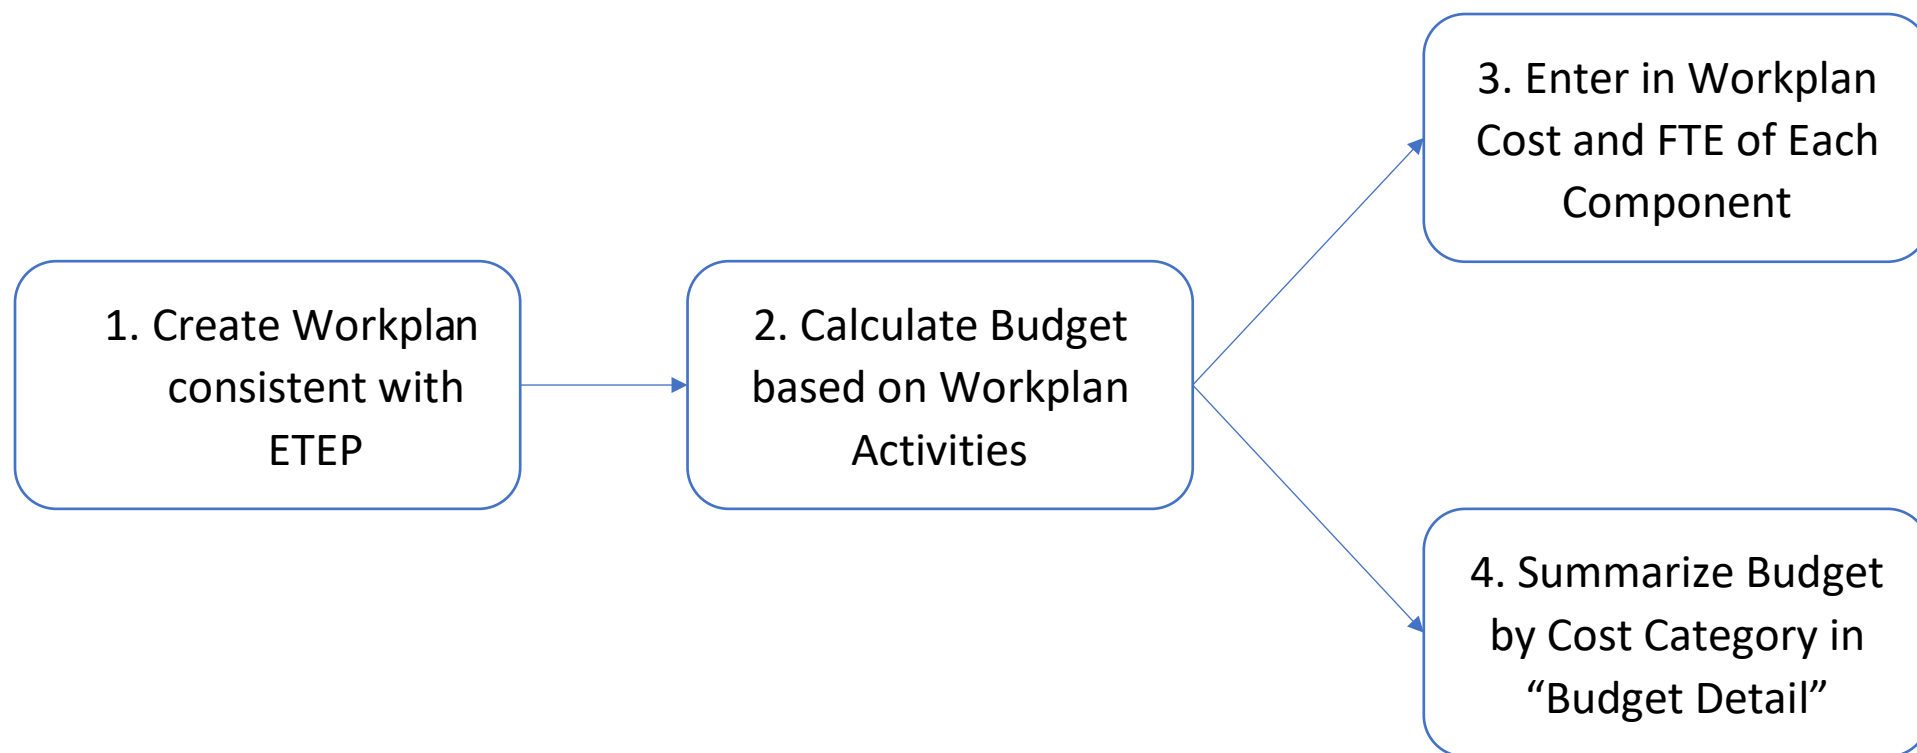 1. Create Workplan
consistent with
ETEP
2. Calculate Budget
based on Workplan
Activities
3. Enter in Workplan
Cost and FTE of Each
Component
4. Summarize Budget
by Cost Category in
“Budget Detail”